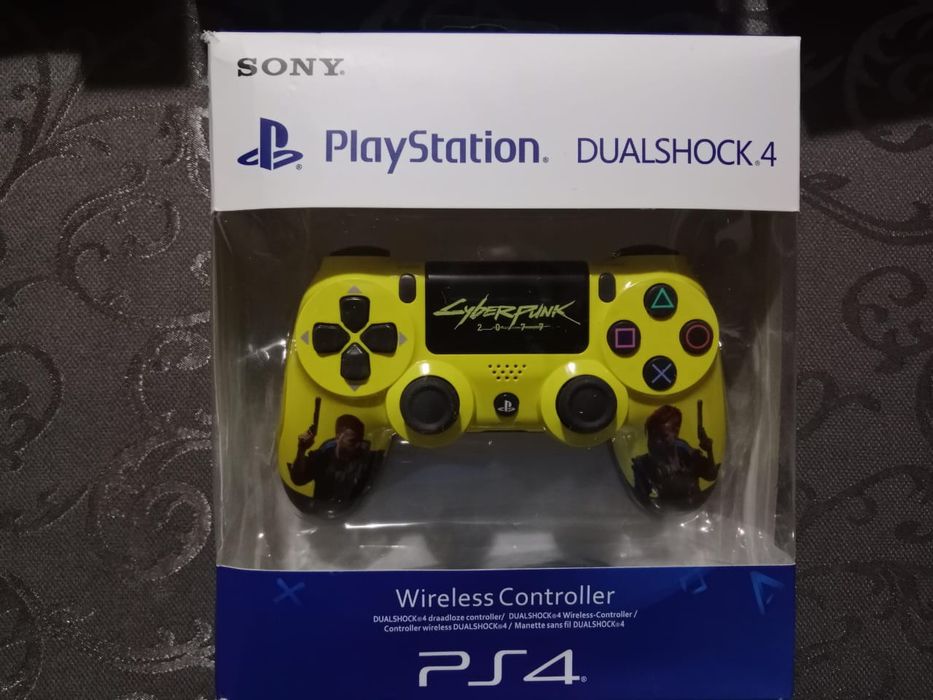 SONY®
PlayStation® DUALSHOCK®4
CYBERPUNK
2077
Wireless Controller
DUALSHOCK®4 draadloze controller/ DUALSHOCK®4 Wireless-Controller /
Controller wireless DUALSHOCK®4 / Manette sans fil DUALSHOCK®4
PS4®